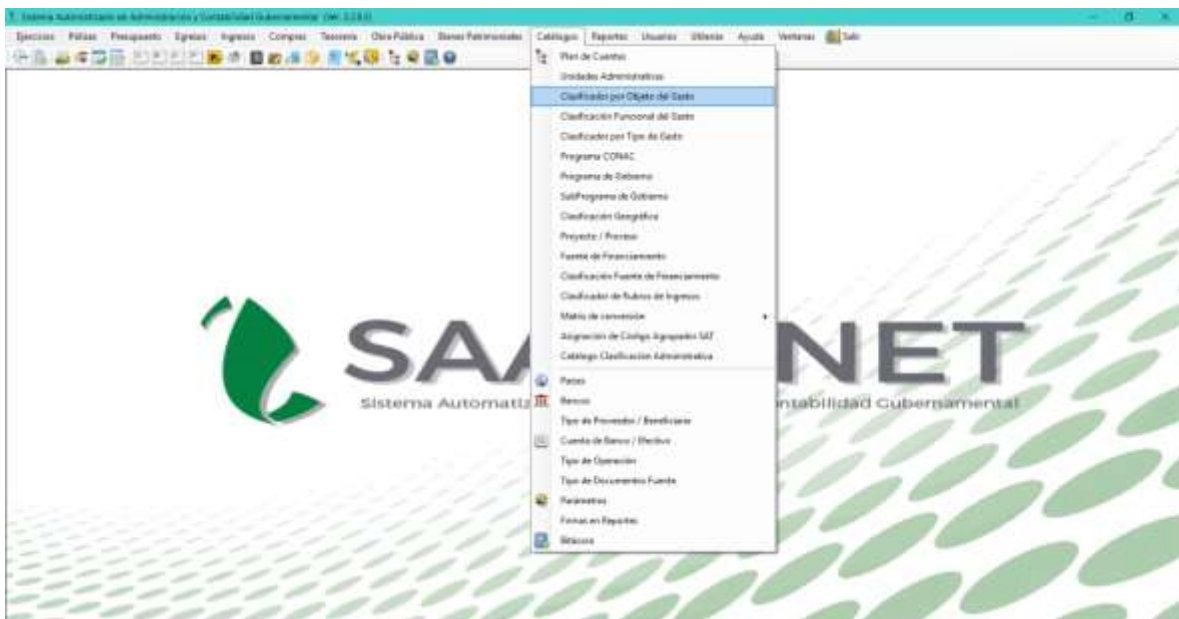 Sistema Automatizado de Administración y Contabilidad Gubernamental
Ejercicios Pólizas Presupuesto Egresos Ingresos Compras Tesorería Obra Pública Bienes Patrimoniales Catálogos Reportes Usuarios Utilerías Ayuda Ventanas Salir
Plan de Cuentas
Unidades Administrativas
Clasificador por Objeto del Gasto
Clasificación Funcional del Gasto
Clasificador por Tipo de Gasto
Programa CONAC
Programa de Gobierno
SubPrograma de Gobierno
Clasificación Geográfica
Proyecto / Proceso
Fuente de Financiamiento
Clasificación Fuente de Financiamiento
Clasificador de Rubros de Ingresos
Matriz de conversión
Asignación de Código Agrupador SAT
Catálogo Clasificación Administrativa
Países
Bancos
Tipo de Proveedor / Beneficiario
Cuenta de Banco / Efectivo
Tipo de Operación
Tipo de Documentos Fuente
Parámetros
Firmas en Reportes
Bitácora
SAA NET
Sistema Automatiz ntabilidad Gubernamental